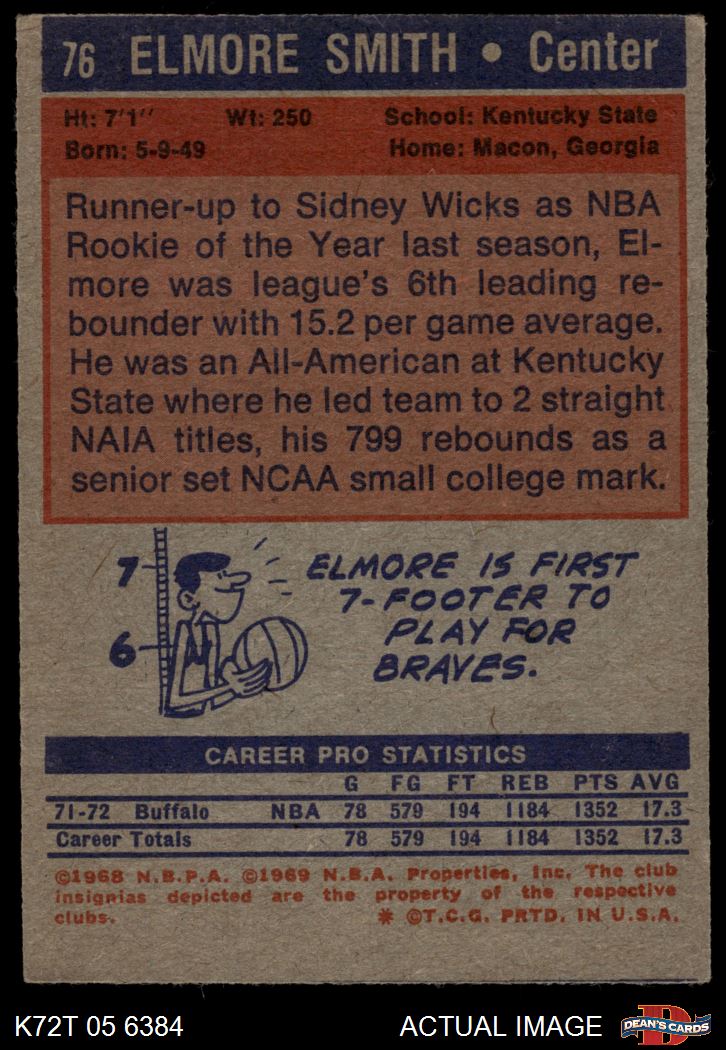 76 ELMORE SMITH • Center
Ht: 7'1" Wt: 250 School: Kentucky State
Born: 5-9-49 Home: Macon, Georgia
Runner-up to Sidney Wicks as NBA
Rookie of the Year last season, El-
more was league's 6th leading re-
bounder with 15.2 per game average.
He was an All-American at Kentucky
State where he led team to 2 straight
NAIA titles, his 799 rebounds as a
senior set NCAA small college mark.
7
6
ELMORE IS FIRST
7-FOOTER TO
PLAY FOR
BRAVES.
CAREER PRO STATISTICS
G FG FT REB PTS AVG
71-72 Buffalo NBA 78 579 194 1184 1352 17.3
Career Totals 78 579 194 1184 1352 17.3
©1968 N.B.P.A. ©1969 N.B.A. Properties, Inc. The club
insignias depicted are the property of the respective
clubs. * ©T.C.G. PRTD. IN U.S.A.
K72T 05 6384 ACTUAL IMAGE D DEAN'S CARDS